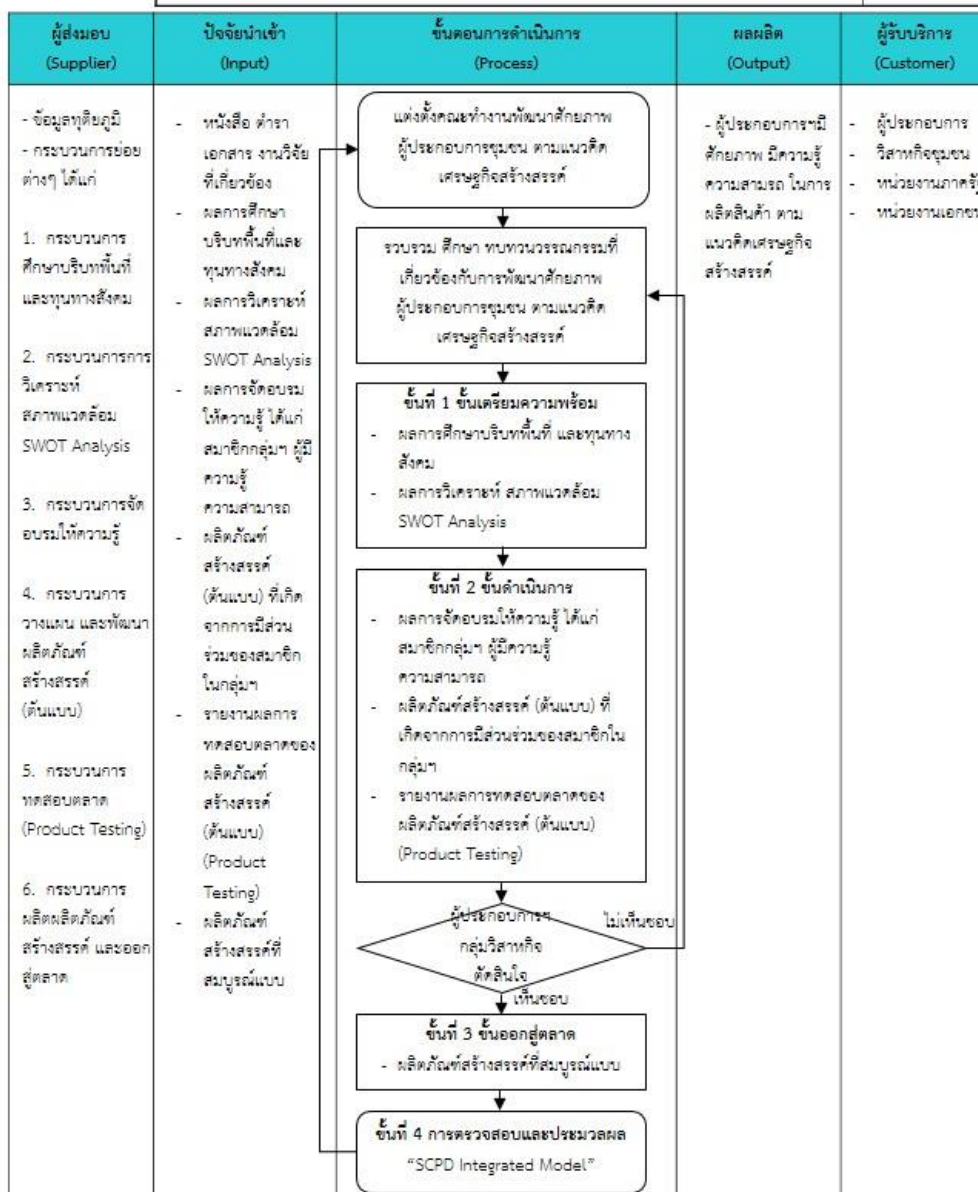 ผู้ส่งมอบ
(Supplier)
ปัจจัยนำเข้า
(Input)
ขั้นตอนการดำเนินการ
(Process)
ผลผลิต
(Output)
ผู้รับบริการ
(Customer)
- ข้อมูลทุติยภูมิ
- กระบวนการย่อย
ต่างๆ ได้แก่
1. กระบวนการ
ศึกษาบริบทพื้นที่
และทุนทางสังคม
2. กระบวนการการ
วิเคราะห์
สภาพแวดล้อม
SWOT Analysis
3. กระบวนการจัด
อบรมให้ความรู้
4. กระบวนการ
วางแผน และพัฒนา
ผลิตภัณฑ์
สร้างสรรค์
(ต้นแบบ)
5. กระบวนการ
ทดสอบตลาด
(Product Testing)
6. กระบวนการ
ผลิตผลิตภัณฑ์
สร้างสรรค์ และออก
สู่ตลาด
- หนังสือ ตำรา
เอกสาร งานวิจัย
ที่เกี่ยวข้อง
- ผลการศึกษา
บริบทพื้นที่และ
ทุนทางสังคม
- ผลการวิเคราะห์
สภาพแวดล้อม
SWOT Analysis
- ผลการจัดอบรม
ให้ความรู้ ได้แก่
สมาชิกกลุ่มฯ ผู้มี
ความรู้
ความสามารถ
- ผลิตภัณฑ์
สร้างสรรค์
(ต้นแบบ) ที่เกิด
จากการมีส่วน
ร่วมของสมาชิก
ในกลุ่มฯ
- รายงานผลการ
ทดสอบตลาดของ
ผลิตภัณฑ์
สร้างสรรค์
(ต้นแบบ)
(Product
Testing)
- ผลิตภัณฑ์
สร้างสรรค์ที่
สมบูรณ์แบบ
แต่งตั้งคณะทำงานพัฒนาศักยภาพ
ผู้ประกอบการชุมชน ตามแนวคิด
เศรษฐกิจสร้างสรรค์
รวบรวม ศึกษา ทบทวนวรรณกรรมที่
เกี่ยวข้องกับการพัฒนาศักยภาพ
ผู้ประกอบการชุมชน ตามแนวคิด
เศรษฐกิจสร้างสรรค์
ขั้นที่ 1 ขั้นเตรียมความพร้อม
- ผลการศึกษาบริบทพื้นที่ และทุนทาง
สังคม
- ผลการวิเคราะห์ สภาพแวดล้อม
SWOT Analysis
ขั้นที่ 2 ขั้นดำเนินการ
- ผลการจัดอบรมให้ความรู้ ได้แก่
สมาชิกกลุ่มฯ ผู้มีความรู้
ความสามารถ
- ผลิตภัณฑ์สร้างสรรค์ (ต้นแบบ) ที่
เกิดจากการมีส่วนร่วมของสมาชิกใน
กลุ่มฯ
- รายงานผลการทดสอบตลาดของ
ผลิตภัณฑ์สร้างสรรค์ (ต้นแบบ)
(Product Testing)
ผู้ประกอบการฯ
กลุ่มวิสาหกิจ
ตัดสินใจ
ไม่เห็นชอบ
เห็นชอบ
ขั้นที่ 3 ขั้นออกสู่ตลาด
- ผลิตภัณฑ์สร้างสรรค์ที่สมบูรณ์แบบ
ขั้นที่ 4 การตรวจสอบและประมวลผล
"SCPD Integrated Model"
- ผู้ประกอบการฯมี
ศักยภาพ มีความรู้
ความสามรถ ในการ
ผลิตสินค้า ตาม
แนวคิดเศรษฐกิจ
สร้างสรรค์
- ผู้ประกอบการ
- วิสาหกิจชุมชน
- หน่วยงานภาครัฐ
- หน่วยงานเอกชน